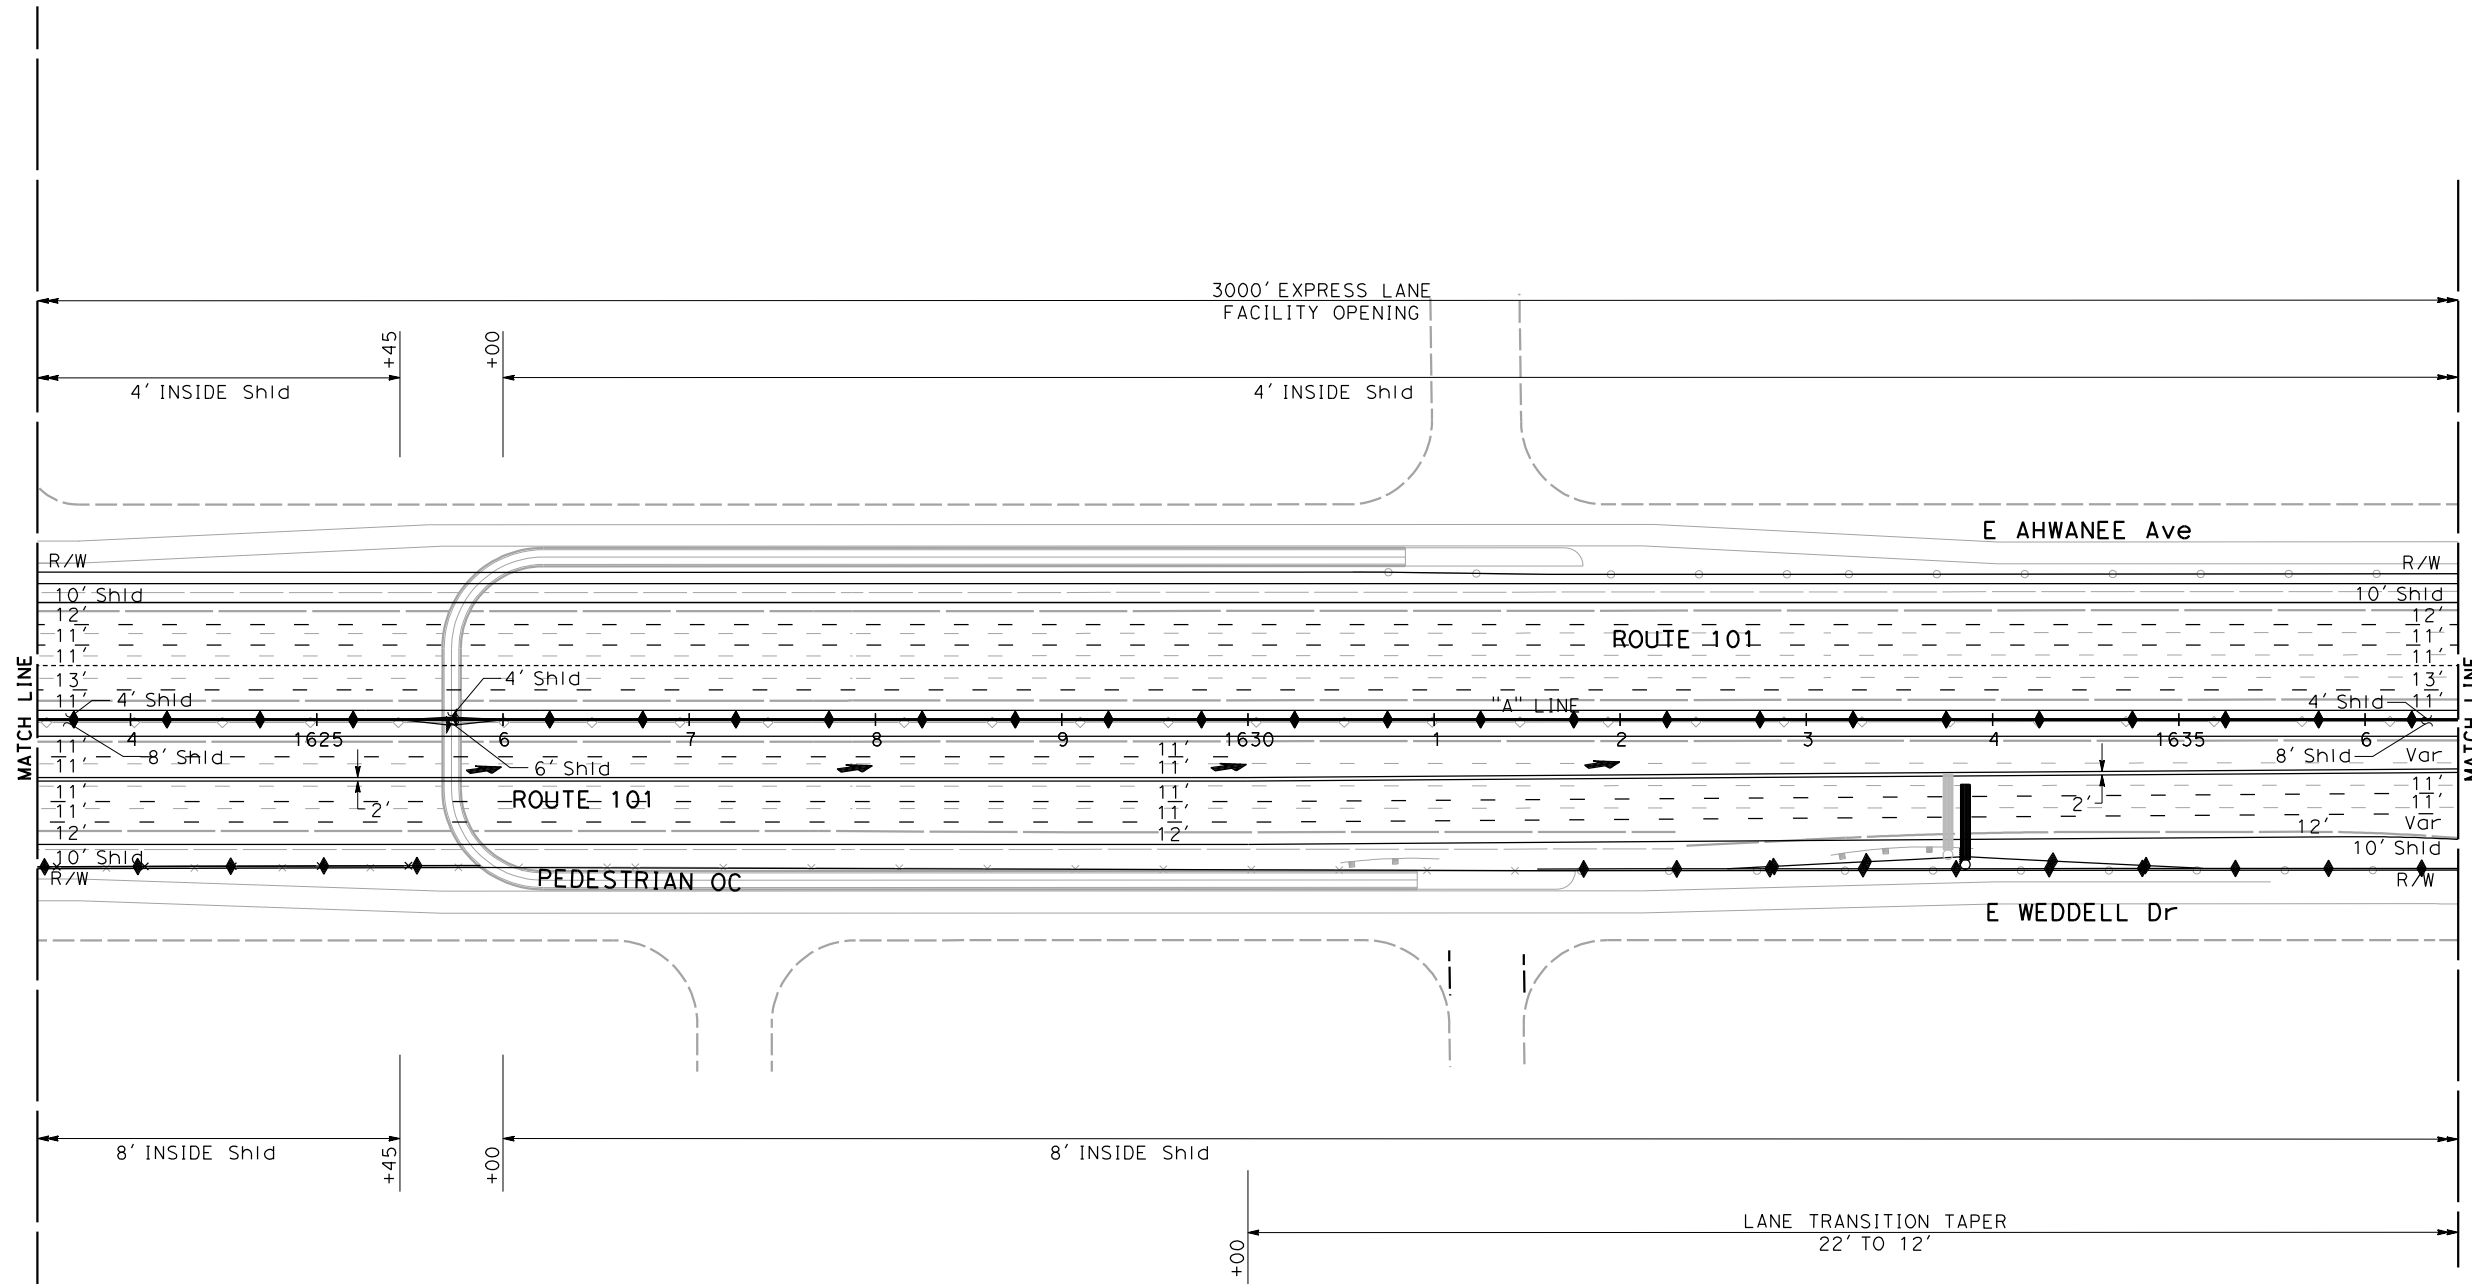 3000' EXPRESS LANE
FACILITY OPENING
+45
+00
4' INSIDE Shld
4' INSIDE Shld
E AHWANEE Ave
R/W
R/W
10' Shld
10' Shld
12'
12'
11'
11'
ROUTE 101
11'
11'
MATCH LINE
MATCH LINE
13'
13'
4' Shld
11'
11'
4' Shld
4' Shld
"A" LINE
4
1625
6
7
8
9
1630
1
2
3
4
1635
6
11'
11'
8' Shld
11'
11'
8' Shld
Var
6' Shld
11'
ROUTE 101
11'
11'
11'
2'
11'
2'
11'
12'
12'
12'
Var
10' Shld
10' Shld
R/W
PEDESTRIAN OC
R/W
E WEDDELL Dr
8' INSIDE Shld
+45
+00
8' INSIDE Shld
LANE TRANSITION TAPER
22' TO 12'
+00